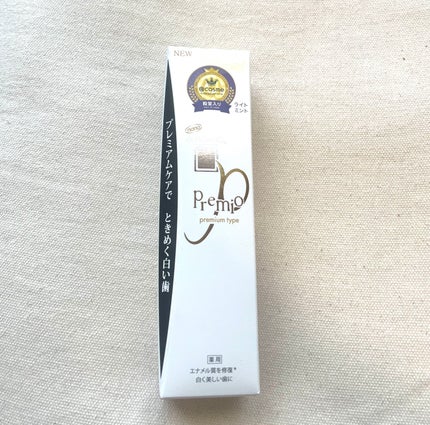 NEW
@cosme
殿堂入り
ライト
ミント
nano
premio
premium type
プレミアムケアで ときめく白い歯
薬用
エナメル質を修復*
白く美しい歯に